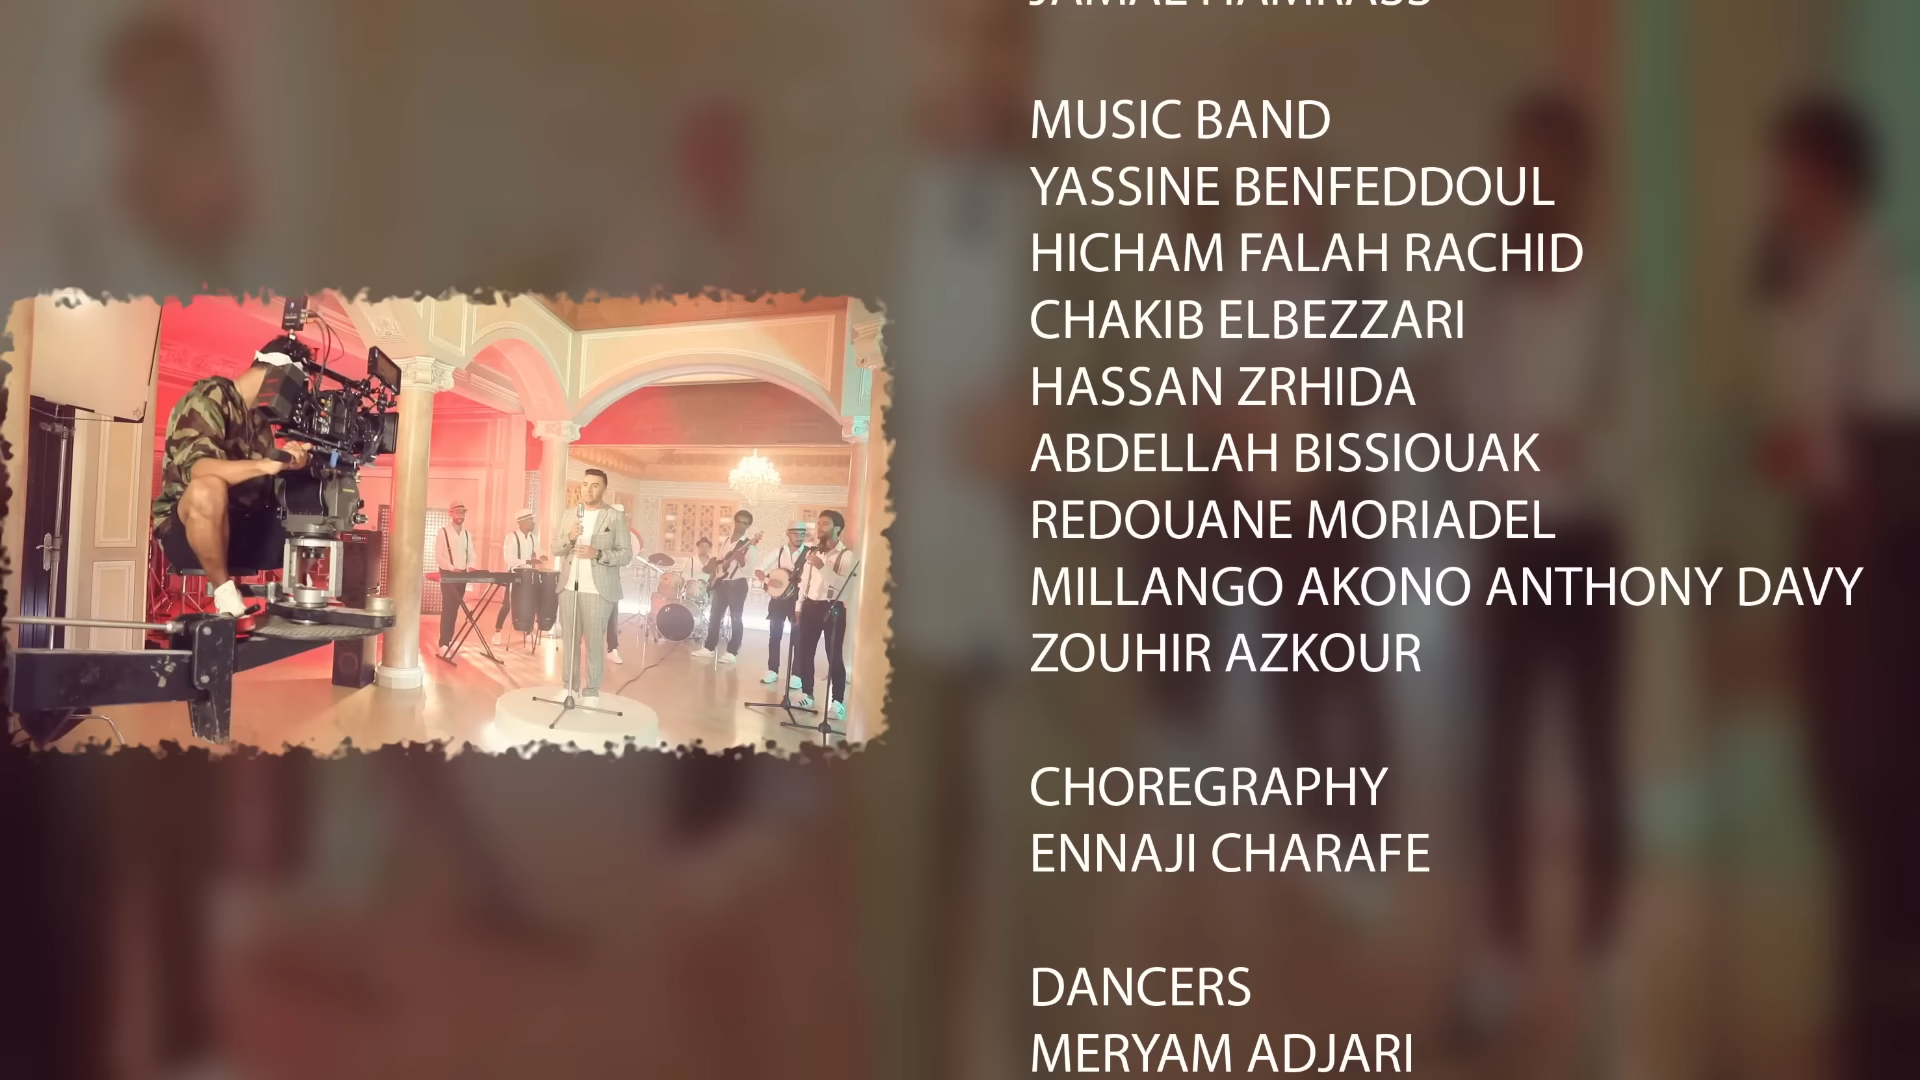 MUSIC BAND
YASSINE BENFEDDOUL
HICHAM FALAH RACHID
CHAKIB ELBEZZARI
HASSAN ZRHIDA
ABDELLAH BISSIOUAK
REDOUANE MORIADEL
MILLANGO AKONO ANTHONY DAVY
ZOUHIR AZKOUR
CHOREGRAPHY
ENNAJI CHARAFE
DANCERS
MERYAM ADJARI